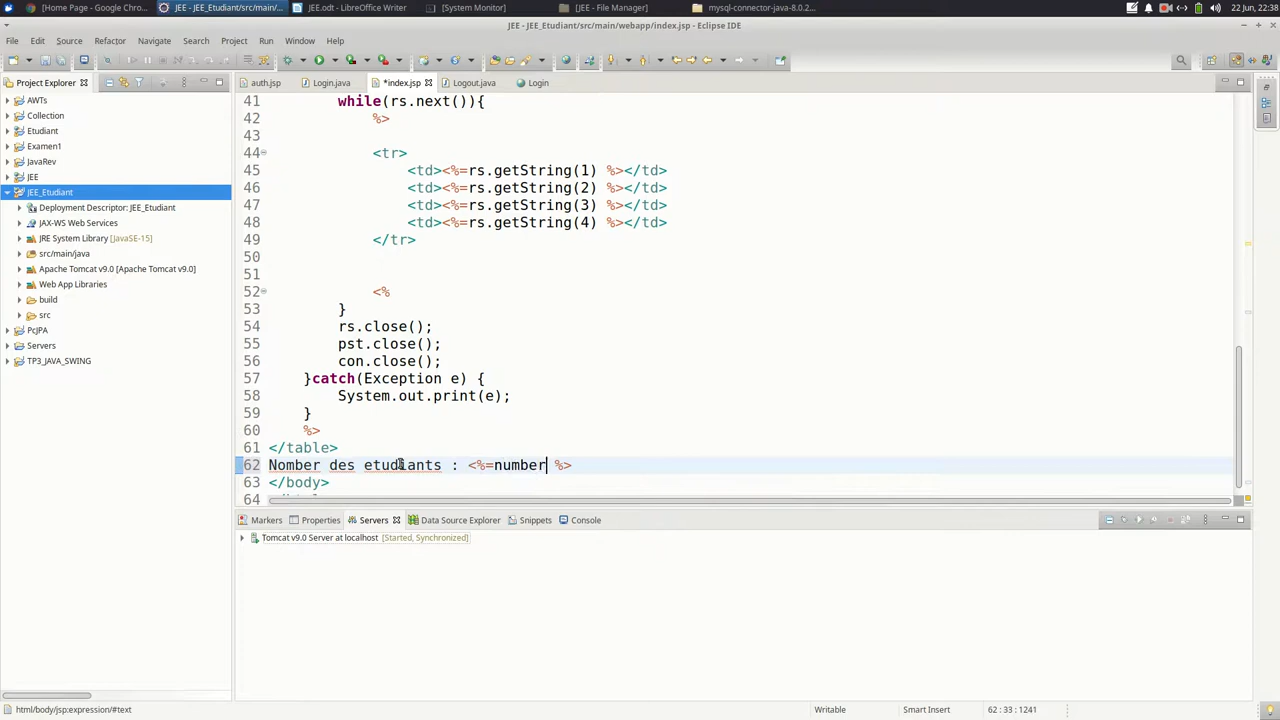 [Home Page - Google Chro...
JEE - JEE_Etudiant/src/main/...
JEE.odt - LibreOffice Writer
[System Monitor]
[JEE - File Manager]
mysql-connector-java-8.0.2...
22 Jun, 22:38
JEE - JEE_Etudiant/src/main/webapp/index.jsp - Eclipse IDE
File Edit Source Refactor Navigate Search Project Run Window Help
Project Explorer
auth.jsp
Login.java
*index.jsp
Logout.java
Login
AWTs
Collection
Etudiant
Examen1
JavaRev
JEE
JEE_Etudiant
Deployment Descriptor: JEE_Etudiant
JAX-WS Web Services
JRE System Library [JavaSE-15]
src/main/java
Apache Tomcat v9.0 [Apache Tomcat v9.0]
Web App Libraries
build
src
PcJPA
Servers
TP3_JAVA_SWING
41 while(rs.next()){
42 %>
43
44 <tr>
45 <td><%=rs.getString(1) %></td>
46 <td><%=rs.getString(2) %></td>
47 <td><%=rs.getString(3) %></td>
48 <td><%=rs.getString(4) %></td>
49 </tr>
50
51
52 <%
53 }
54 rs.close();
55 pst.close();
56 con.close();
57 }catch(Exception e) {
58 System.out.print(e);
59 }
60 %>
61 </table>
62 Nomber des etudiants : <%=number %>
63 </body>
64
Markers
Properties
Servers
Data Source Explorer
Snippets
Console
Tomcat v9.0 Server at localhost [Started, Synchronized]
html/body/jsp:expression/#text
Writable
Smart Insert
62 : 33 : 1241